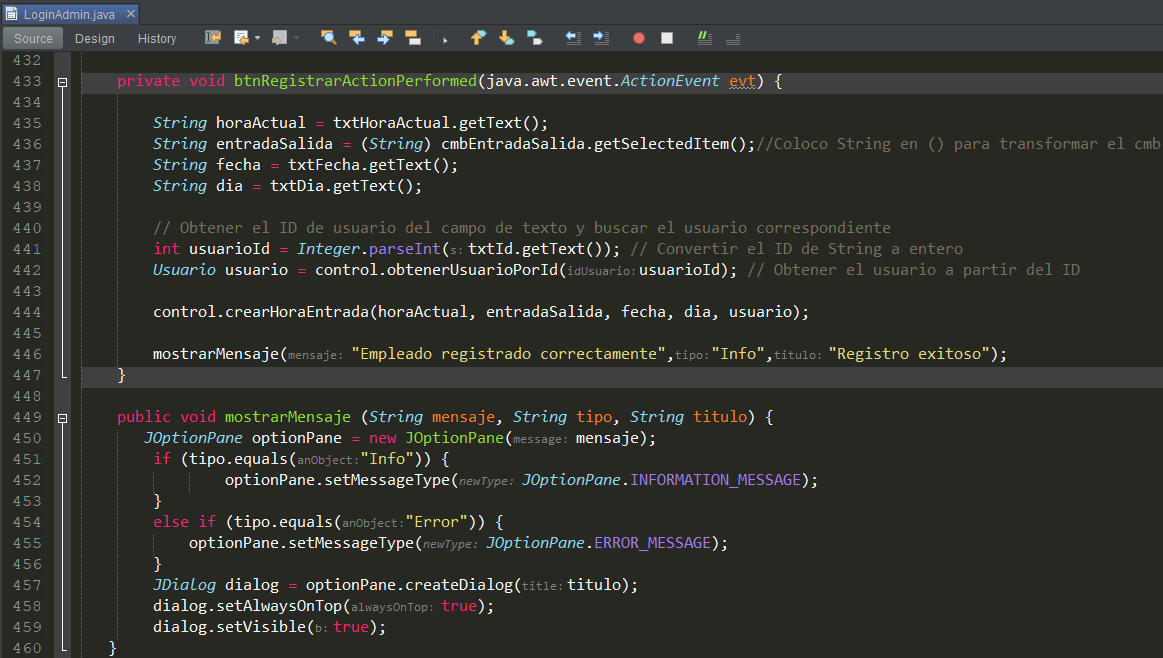 LoginAdmin.java ×
Source Design History
432
433 private void btnRegistrarActionPerformed(java.awt.event.ActionEvent evt) {
434
435 String horaActual = txtHoraActual.getText();
436 String entradaSalida = (String) cmbEntradaSalida.getSelectedItem();//Coloco String en () para transformar el cmb
437 String fecha = txtFecha.getText();
438 String dia = txtDia.getText();
439
440 // Obtener el ID de usuario del campo de texto y buscar el usuario correspondiente
441 int usuarioId = Integer.parseInt(s:txtId.getText()); // Convertir el ID de String a entero
442 Usuario usuario = control.obtenerUsuarioPorId(idUsuario:usuarioId); // Obtener el usuario a partir del ID
443
444 control.crearHoraEntrada(horaActual, entradaSalida, fecha, dia, usuario);
445
446 mostrarMensaje(mensaje: "Empleado registrado correctamente",tipo:"Info",titulo: "Registro exitoso");
447 }
448
449 public void mostrarMensaje (String mensaje, String tipo, String titulo) {
450 JOptionPane optionPane = new JOptionPane(message: mensaje);
451 if (tipo.equals(anObject:"Info")) {
452 optionPane.setMessageType(newType: JOptionPane.INFORMATION_MESSAGE);
453 }
454 else if (tipo.equals(anObject:"Error")) {
455 optionPane.setMessageType(newType: JOptionPane.ERROR_MESSAGE);
456 }
457 JDialog dialog = optionPane.createDialog(title:titulo);
458 dialog.setAlwaysOnTop(alwaysOnTop: true);
459 dialog.setVisible(b:true);
460 }